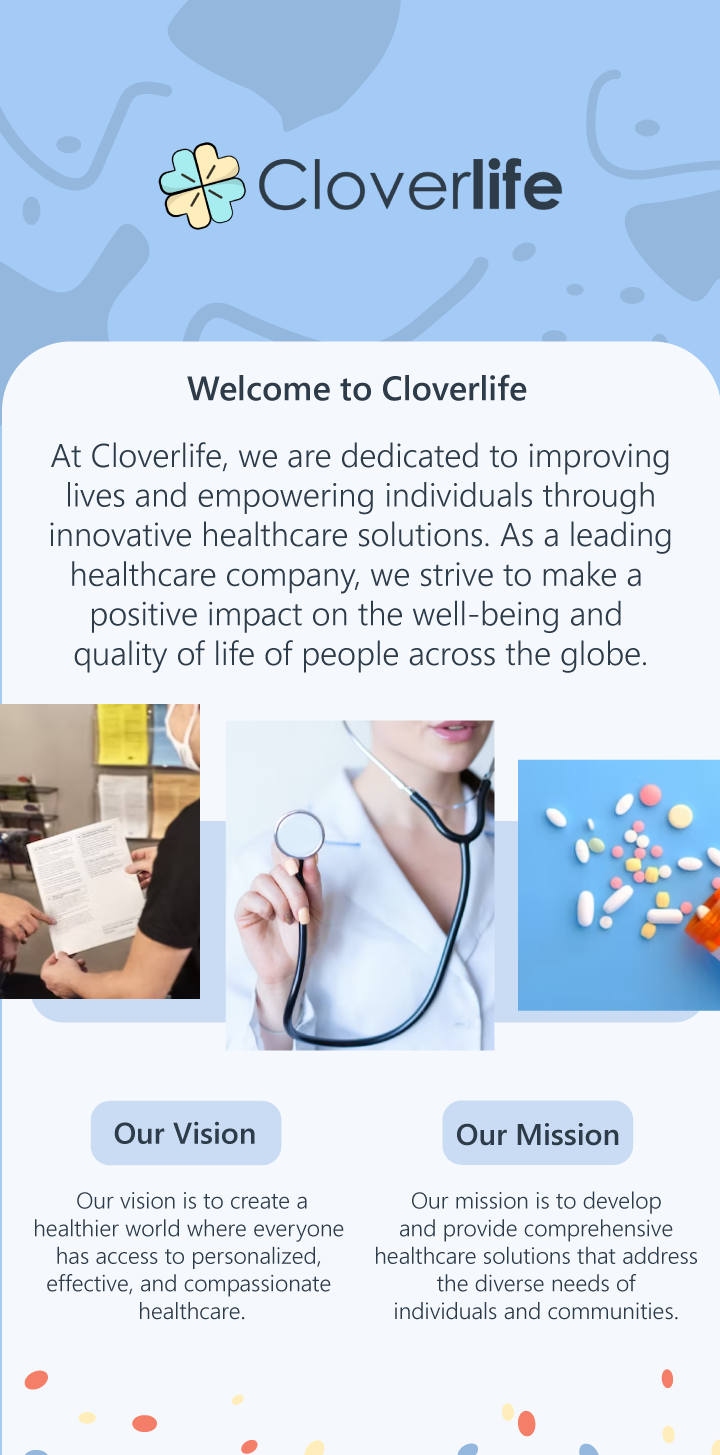 Cloverlife
Welcome to Cloverlife
At Cloverlife, we are dedicated to improving
lives and empowering individuals through
innovative healthcare solutions. As a leading
healthcare company, we strive to make a
positive impact on the well-being and
quality of life of people across the globe.
Our Vision
Our vision is to create a
healthier world where everyone
has access to personalized,
effective, and compassionate
healthcare.
Our Mission
Our mission is to develop
and provide comprehensive
healthcare solutions that address
the diverse needs of
individuals and communities.